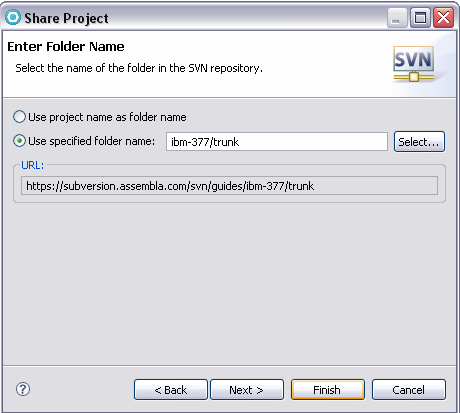 Share Project
Enter Folder Name
Select the name of the folder in the SVN repository.
SVN
Use project name as folder name
Use specified folder name: ibm-377/trunk Select...
URL:
https://subversion.assembla.com/svn/guides/ibm-377/trunk
? < Back Next > Finish Cancel